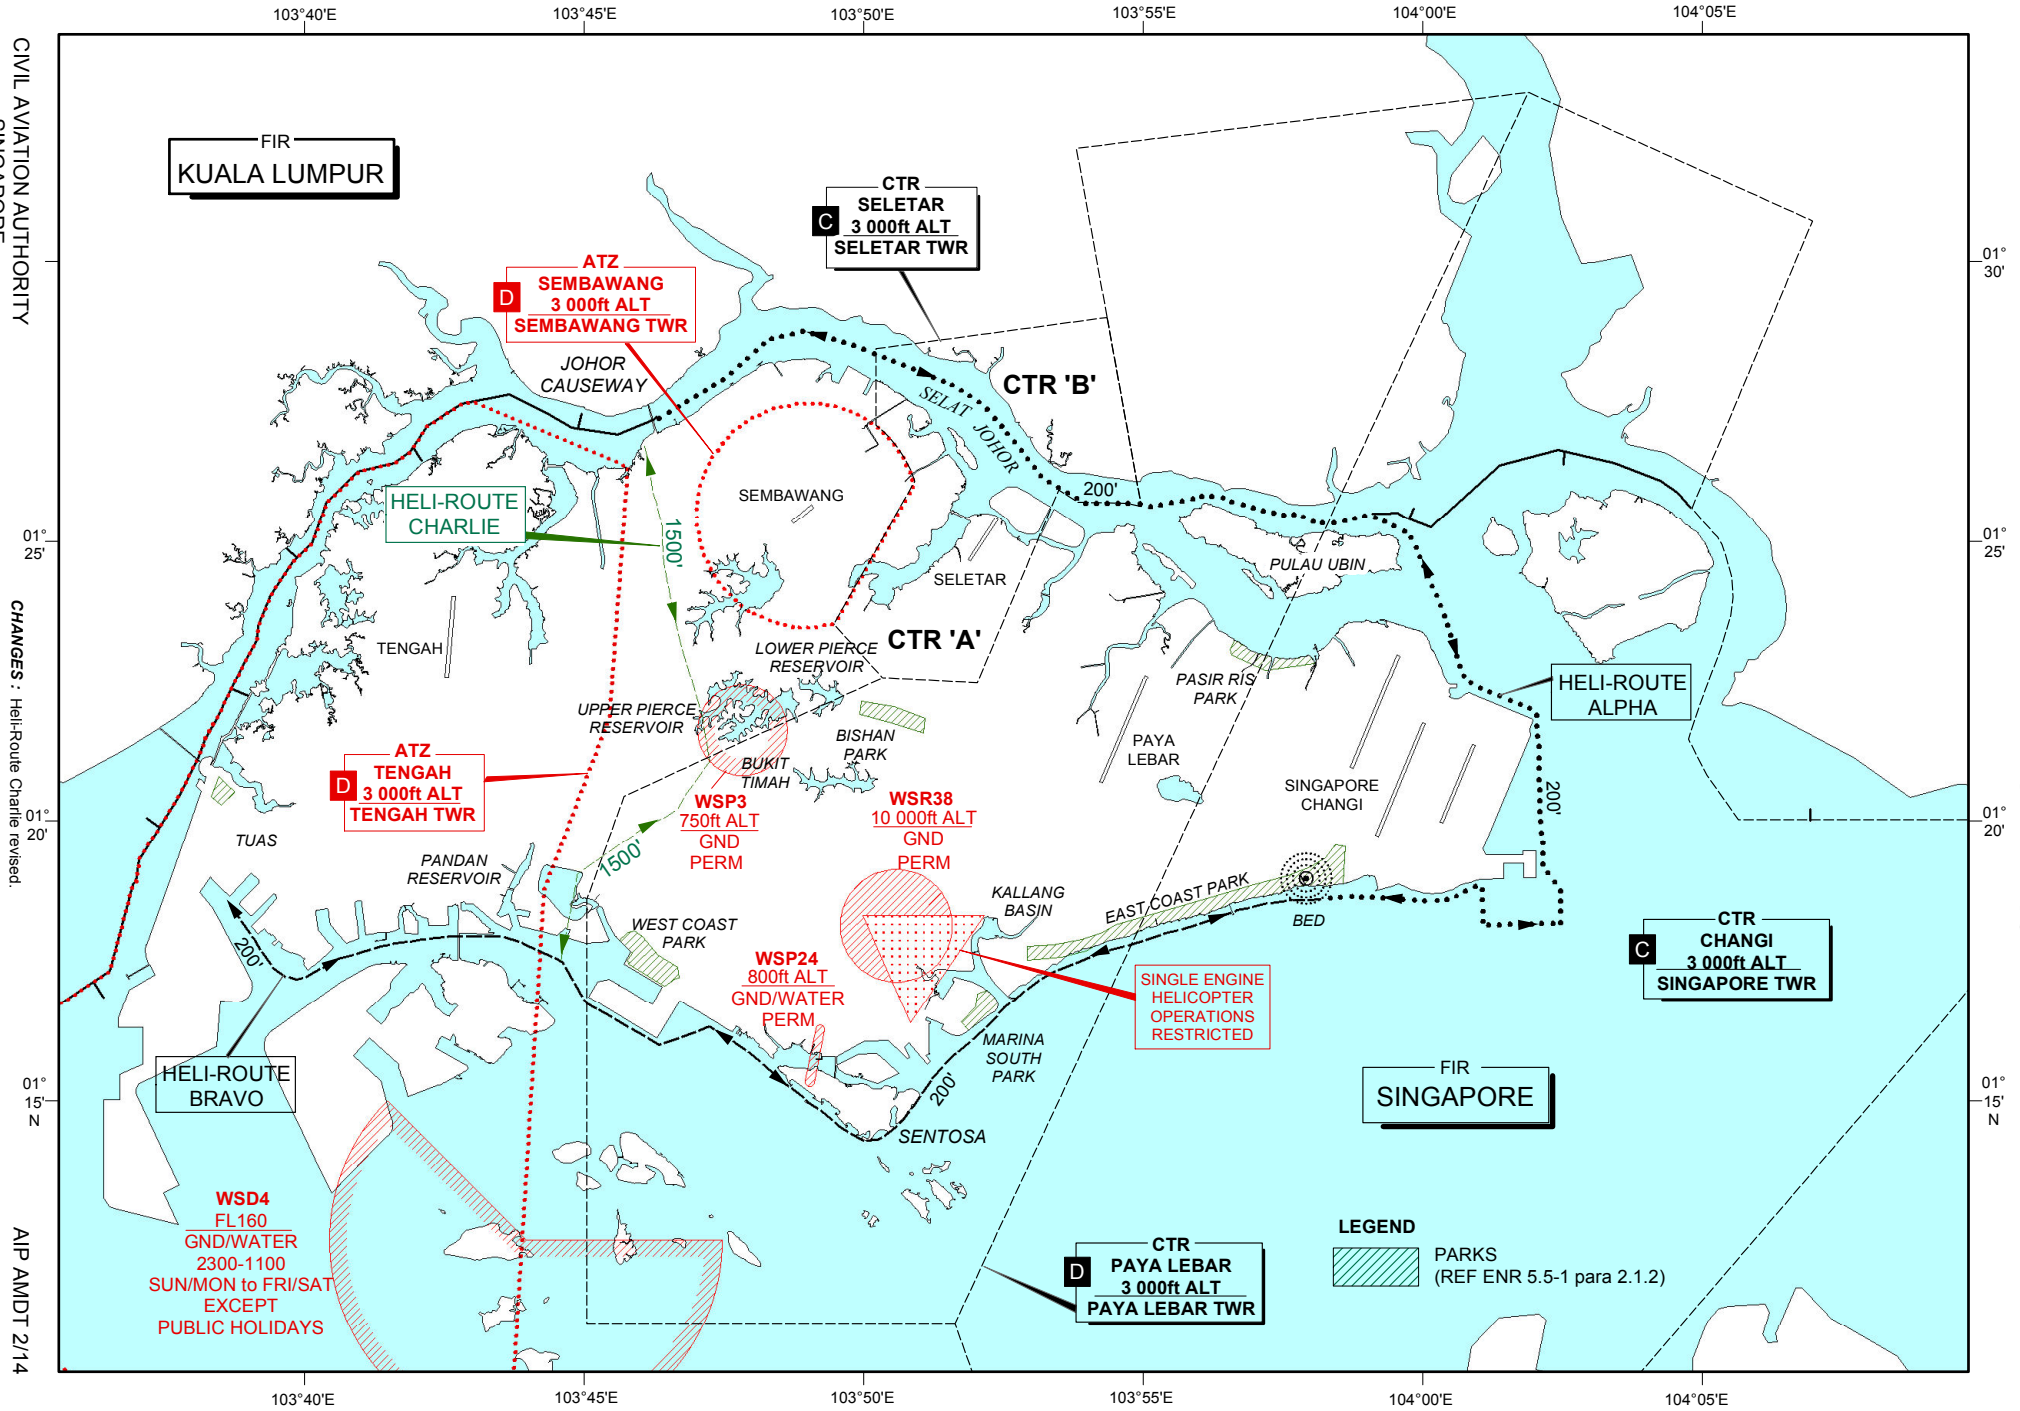 103°40'E
103°45'E
103°50'E
103°55'E
104°00'E
104°05'E
CIVIL AVIATION AUTHORITY
CHANGES : Heli-Route Charlie revised.
AIP AMDT 2/14
FIR
KUALA LUMPUR
CTR
SELETAR
3 000ft ALT
SELETAR TWR
C
ATZ
SEMBAWANG
3 000ft ALT
SEMBAWANG TWR
D
01°
30'
JOHOR
CAUSEWAY
CTR 'B'
SELAT
JOHOR
HELI-ROUTE
CHARLIE
1500'
SEMBAWANG
200'
01°
25'
01°
25'
SELETAR
PULAU UBIN
TENGAH
CTR 'A'
LOWER PIERCE
RESERVOIR
UPPER PIERCE
RESERVOIR
BISHAN
PARK
BUKIT
TIMAH
PASIR RIS
PARK
HELI-ROUTE
ALPHA
PAYA
LEBAR
SINGAPORE
CHANGI
200'
ATZ
TENGAH
3 000ft ALT
TENGAH TWR
D
WSP3
750ft ALT
GND
PERM
WSR38
10 000ft ALT
GND
PERM
01°
20'
01°
20'
TUAS
1500'
PANDAN
RESERVOIR
KALLANG
BASIN
EAST COAST PARK
BED
WEST COAST
PARK
200'
WSP24
800ft ALT
GND/WATER
PERM
SINGLE ENGINE
HELICOPTER
OPERATIONS
RESTRICTED
CTR
CHANGI
3 000ft ALT
SINGAPORE TWR
C
MARINA
SOUTH
PARK
200'
HELI-ROUTE
BRAVO
01°
15'
N
01°
15'
N
FIR
SINGAPORE
SENTOSA
WSD4
FL160
GND/WATER
2300-1100
SUN/MON to FRI/SAT
EXCEPT
PUBLIC HOLIDAYS
CTR
PAYA LEBAR
3 000ft ALT
PAYA LEBAR TWR
D
LEGEND
PARKS
(REF ENR 5.5-1 para 2.1.2)
103°40'E
103°45'E
103°50'E
103°55'E
104°00'E
104°05'E